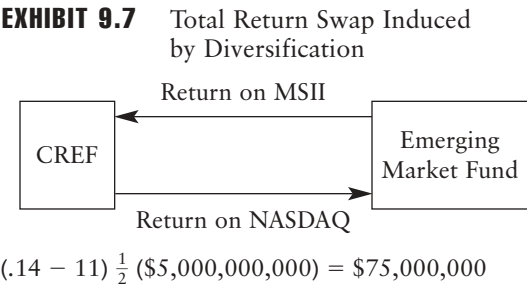 EXHIBIT 9.7 Total Return Swap Induced
by Diversification
Return on MSII
CREF
Emerging
Market Fund
Return on NASDAQ
(.14 − 11) 1/2 ($5,000,000,000) = $75,000,000